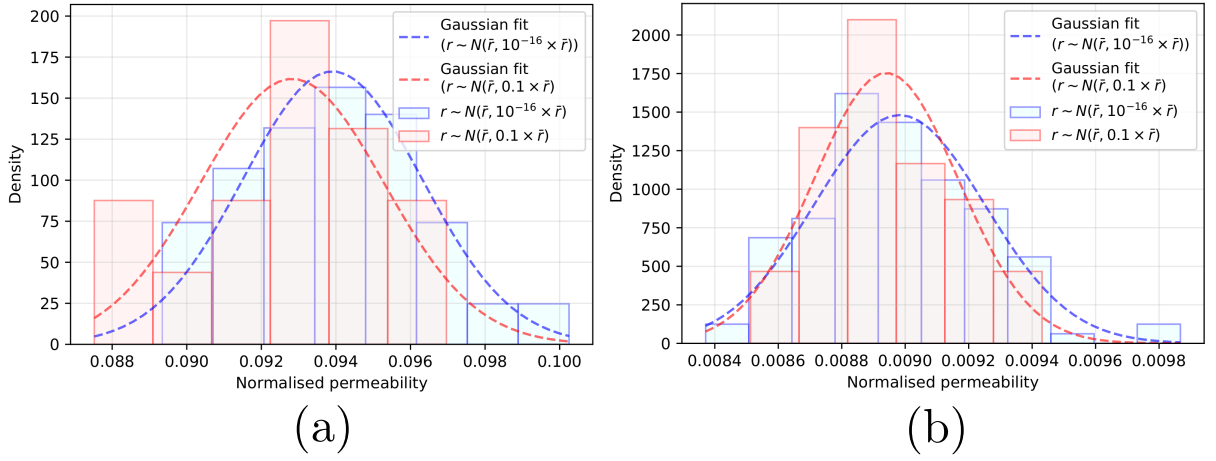 200
175
150
125
100
75
50
25
0
Density
0.088 0.090 0.092 0.094 0.096 0.098 0.100
Normalised permeability
Gaussian fit
(r ~ N(r̄, 10⁻¹⁶ × r̄))
Gaussian fit
(r ~ N(r̄, 0.1 × r̄)
r ~ N(r̄, 10⁻¹⁶ × r̄)
r ~ N(r̄, 0.1 × r̄)
(a)
2000
1750
1500
1250
1000
750
500
250
0
Density
0.0084 0.0086 0.0088 0.0090 0.0092 0.0094 0.0096 0.0098
Normalised permeability
Gaussian fit
(r ~ N(r̄, 10⁻¹⁶ × r̄))
Gaussian fit
(r ~ N(r̄, 0.1 × r̄)
r ~ N(r̄, 10⁻¹⁶ × r̄)
r ~ N(r̄, 0.1 × r̄)
(b)